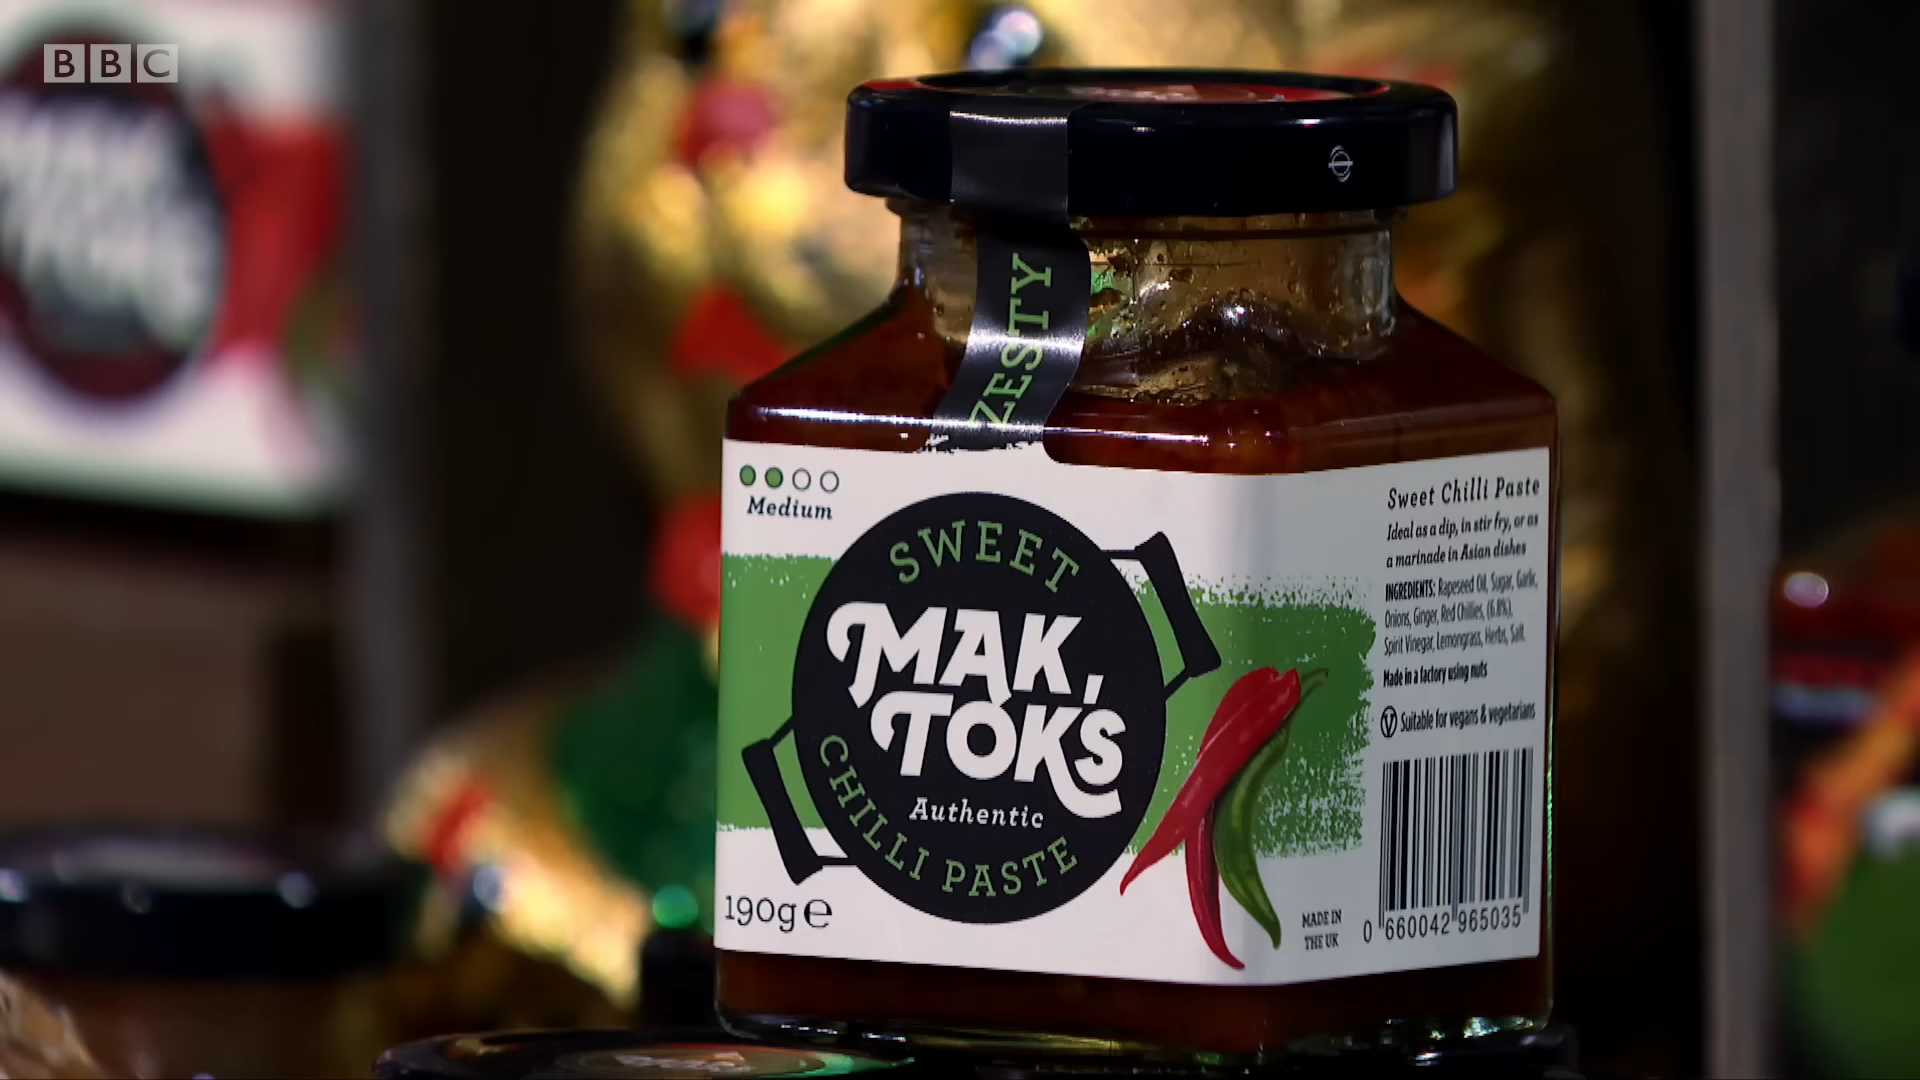 BBC
MAK
TOK'S
ZESTY
Medium
SWEET
MAK
TOK'S
Authentic
CHILLI PASTE
190g ℮
Sweet Chilli Paste
Ideal as a dip, in stir fry, or as
a marinade in Asian dishes
INGREDIENTS: Rapeseed Oil, Sugar, Garlic,
Onions, Ginger, Red Chillies, (6.8%),
Spirit Vinegar, Lemongrass, Herbs, Salt.
Made in a factory using nuts
V Suitable for vegans & vegetarians
MADE IN
THE UK
0 660042 965035